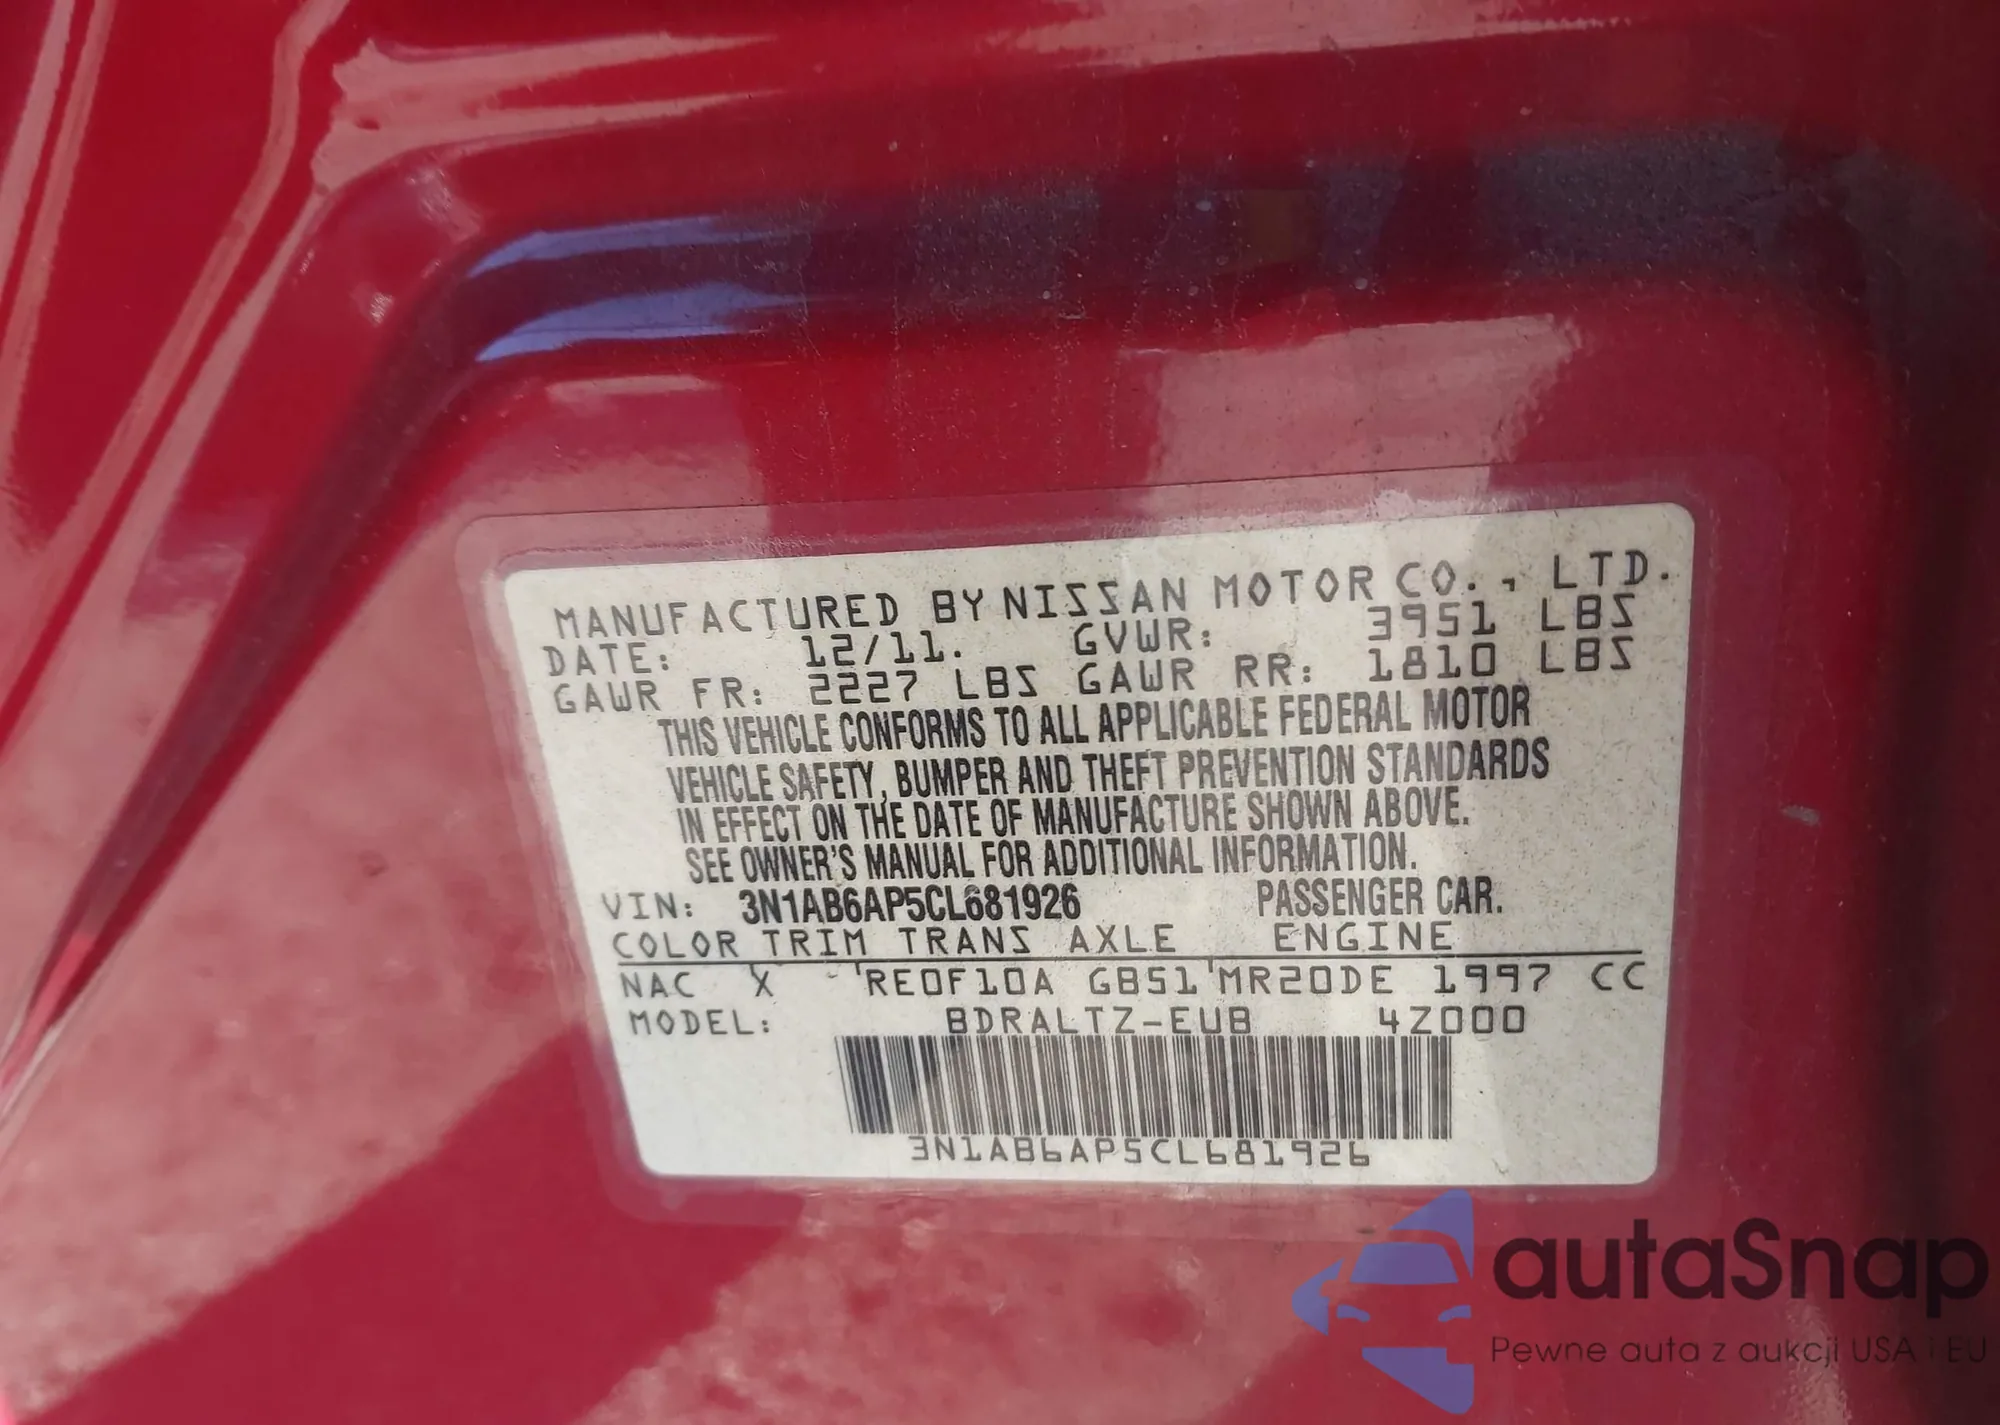 MANUFACTURED BY NISSAN MOTOR CO., LTD.
DATE: 12/11. GVWR: 3951 LBS
GAWR FR: 2227 LBS GAWR RR: 1810 LBS
THIS VEHICLE CONFORMS TO ALL APPLICABLE FEDERAL MOTOR
VEHICLE SAFETY, BUMPER AND THEFT PREVENTION STANDARDS
IN EFFECT ON THE DATE OF MANUFACTURE SHOWN ABOVE.
SEE OWNER'S MANUAL FOR ADDITIONAL INFORMATION.
VIN: 3N1AB6AP5CL681926 PASSENGER CAR.
COLOR TRIM TRANS AXLE ENGINE
NAC X - 'RE0F10A GB51'MR20DE 1997 CC
MODEL: BDRALTZ-EUB 4Z000
3N1AB6AP5CL681926
autaSnap
Pewne auta z aukcji USA i EU